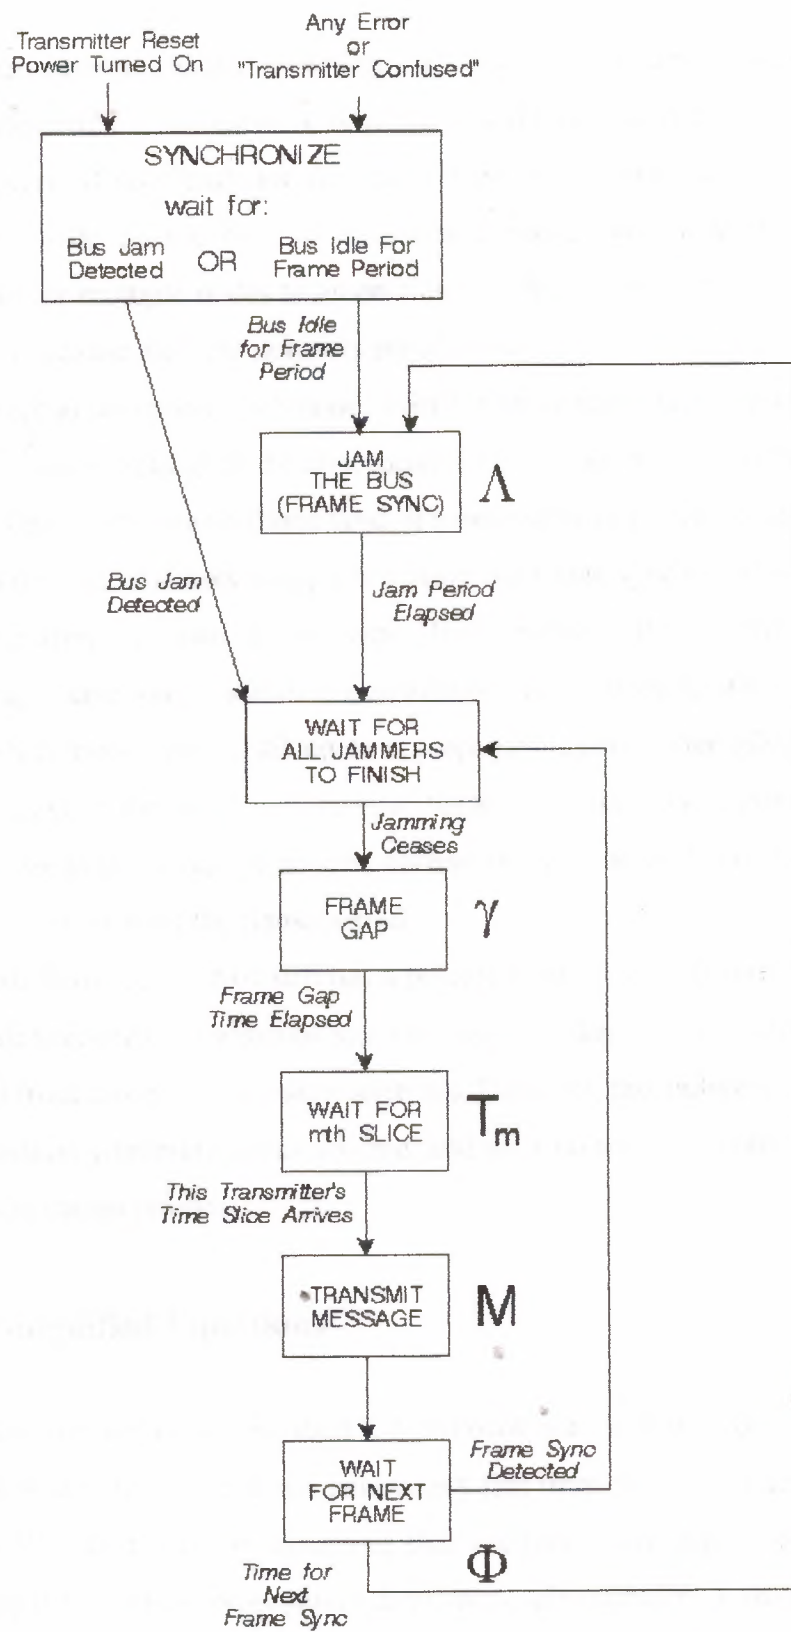 Transmitter Reset
Power Turned On
Any Error
or
"Transmitter Confused"
SYNCHRONIZE
wait for:
Bus Jam
Detected
OR
Bus Idle For
Frame Period
Bus Idle
for Frame
Period
JAM
THE BUS
(FRAME SYNC)
Λ
Bus Jam
Detected
Jam Period
Elapsed
WAIT FOR
ALL JAMMERS
TO FINISH
Jamming
Ceases
FRAME
GAP
γ
Frame Gap
Time Elapsed
WAIT FOR
mth SLICE
Tm
This Transmitter's
Time Slice Arrives
TRANSMIT
MESSAGE
M
WAIT
FOR NEXT
FRAME
Frame Sync
Detected
Φ
Time for
Next
Frame Sync